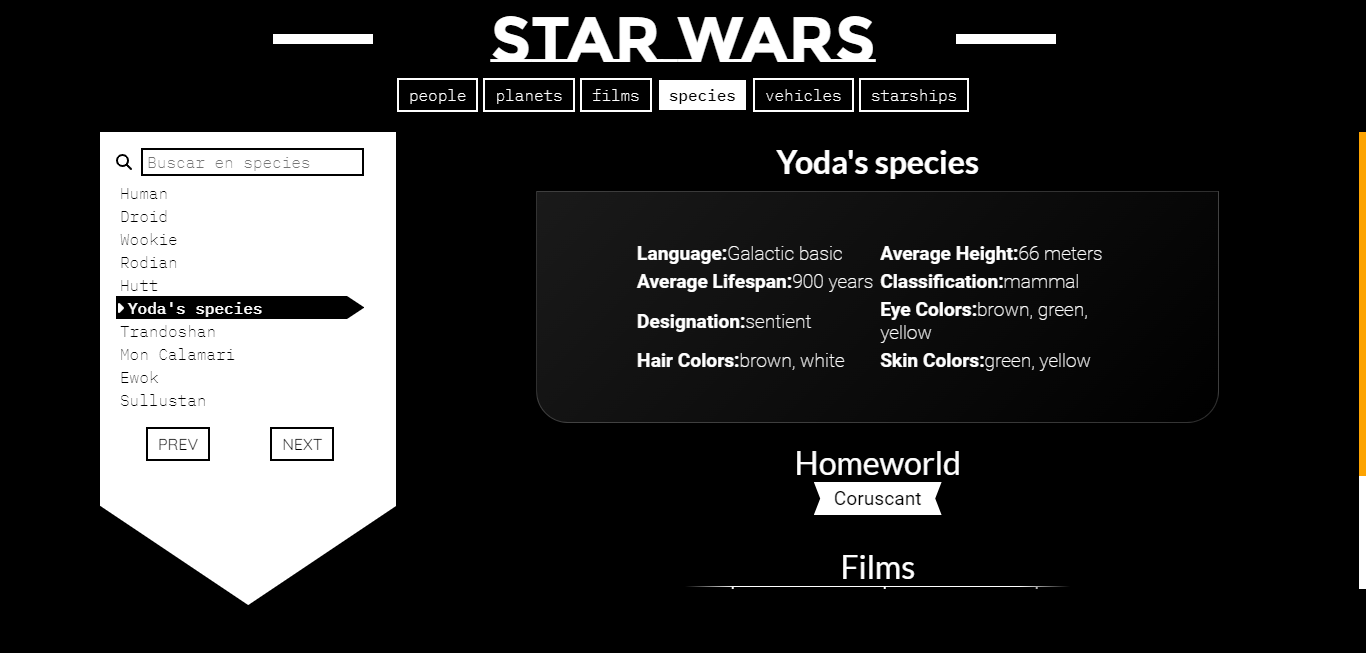 STAR WARS
people planets films species vehicles starships
Buscar en species
Human
Droid
Wookie
Rodian
Hutt
Yoda's species
Trandoshan
Mon Calamari
Ewok
Sullustan
PREV NEXT
Yoda's species
Language:Galactic basic Average Height:66 meters
Average Lifespan:900 years Classification:mammal
Designation:sentient Eye Colors:brown, green,
yellow
Hair Colors:brown, white Skin Colors:green, yellow
Homeworld
Coruscant
Films